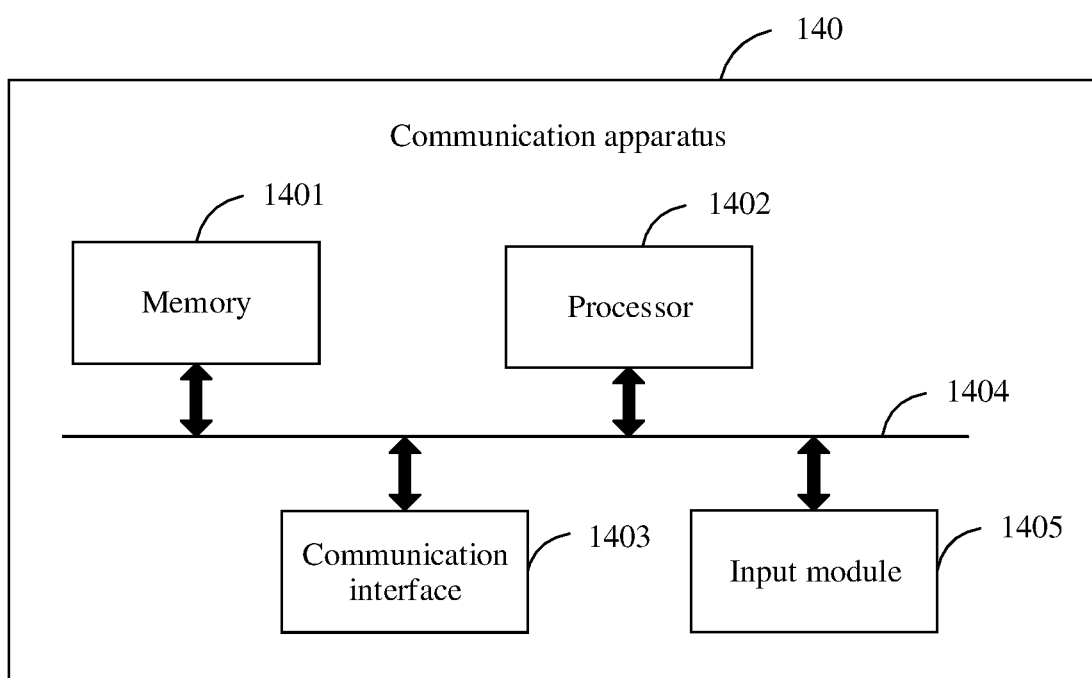 140
Communication apparatus
1401
1402
Memory
Processor
1404
Communication
interface
1403
Input module
1405